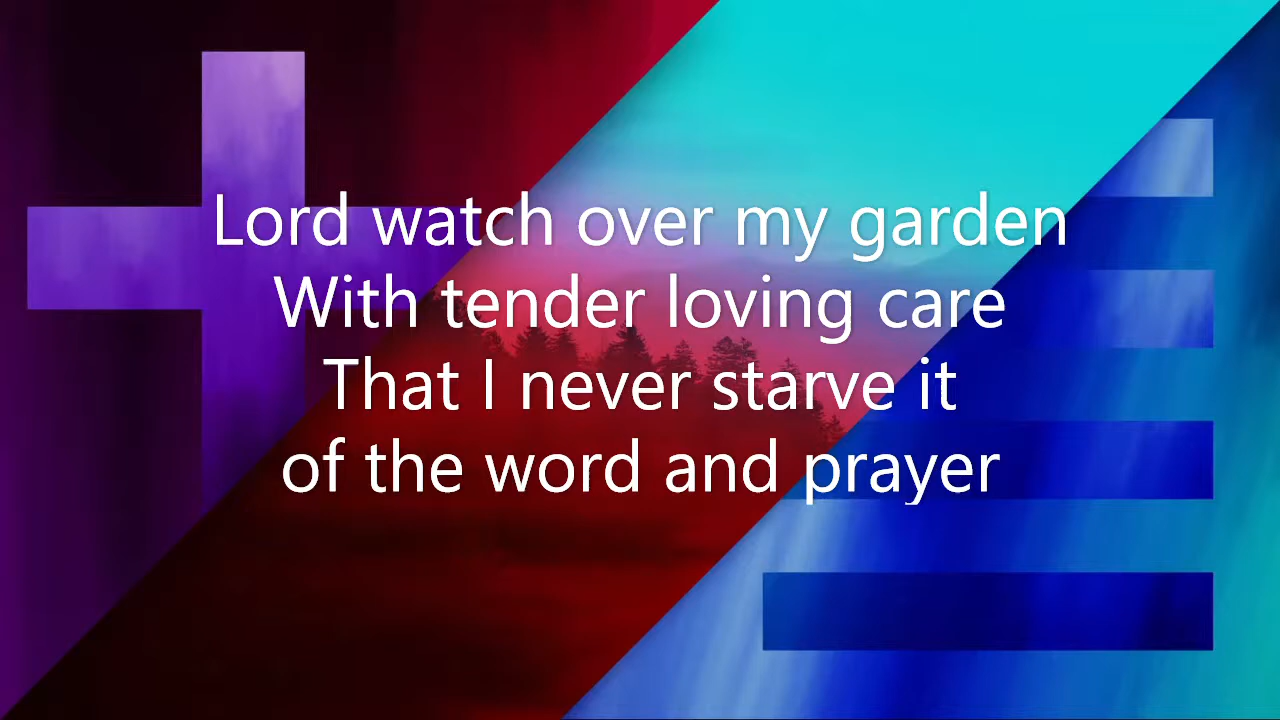 Lord watch over my garden
With tender loving care
That I never starve it
of the word and prayer